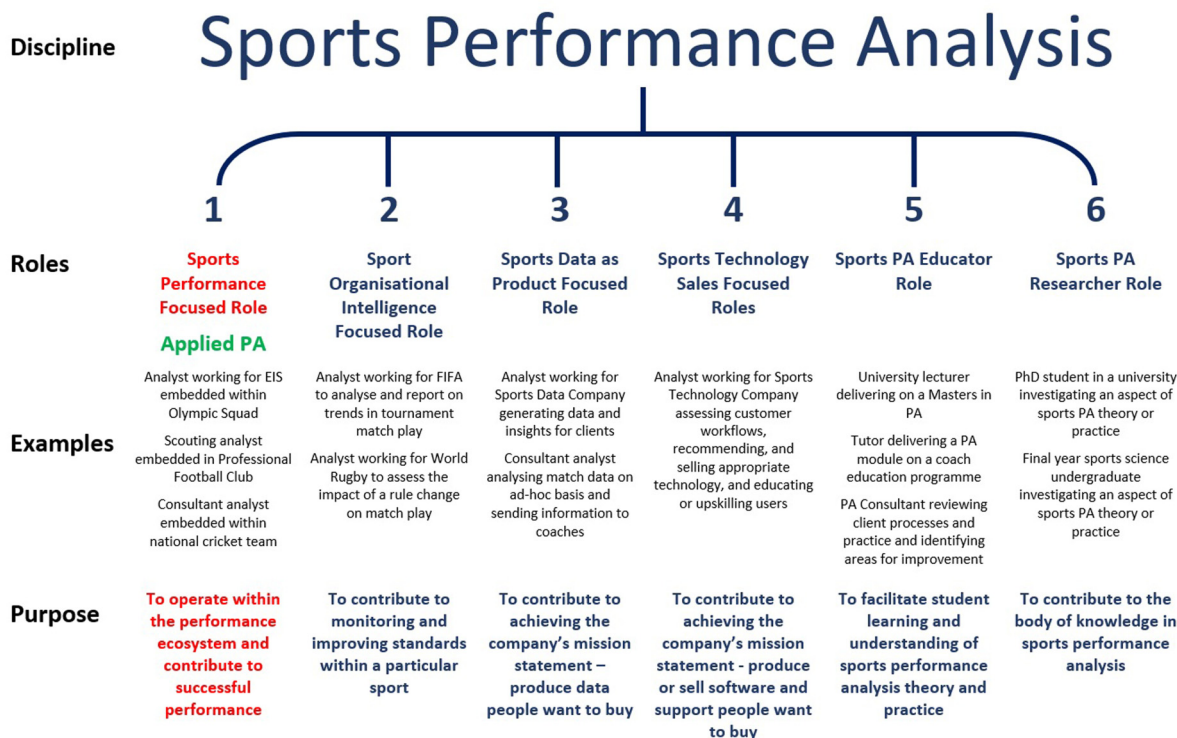 Discipline
Sports Performance Analysis
1
2
3
4
5
6
Roles
Sports
Performance
Focused Role
Applied PA
Sport
Organisational
Intelligence
Focused Role
Sports Data as
Product Focused
Role
Sports Technology
Sales Focused
Roles
Sports PA Educator
Role
Sports PA
Researcher Role
Examples
Analyst working for EIS
embedded within
Olympic Squad
Scouting analyst
embedded in Professional
Football Club
Consultant analyst
embedded within
national cricket team
Analyst working for FIFA
to analyse and report on
trends in tournament
match play
Analyst working for World
Rugby to assess the
impact of a rule change
on match play
Analyst working for
Sports Data Company
generating data and
insights for clients
Consultant analyst
analysing match data on
ad-hoc basis and
sending information to
coaches
Analyst working for Sports
Technology Company
assessing customer
workflows,
recommending, and
selling appropriate
technology, and educating
or upskilling users
University lecturer
delivering on a Masters in
PA
Tutor delivering a PA
module on a coach
education programme
PA Consultant reviewing
client processes and
practice and identifying
areas for improvement
PhD student in a university
investigating an aspect of
sports PA theory or
practice
Final year sports science
undergraduate
investigating an aspect of
sports PA theory or
practice
Purpose
To operate within
the performance
ecosystem and
contribute to
successful
performance
To contribute to
monitoring and
improving standards
within a particular
sport
To contribute to
achieving the
company's mission
statement –
produce data
people want to buy
To contribute to
achieving the
company's mission
statement - produce
or sell software and
support people want
to buy
To facilitate student
learning and
understanding of
sports performance
analysis theory and
practice
To contribute to the
body of knowledge in
sports performance
analysis